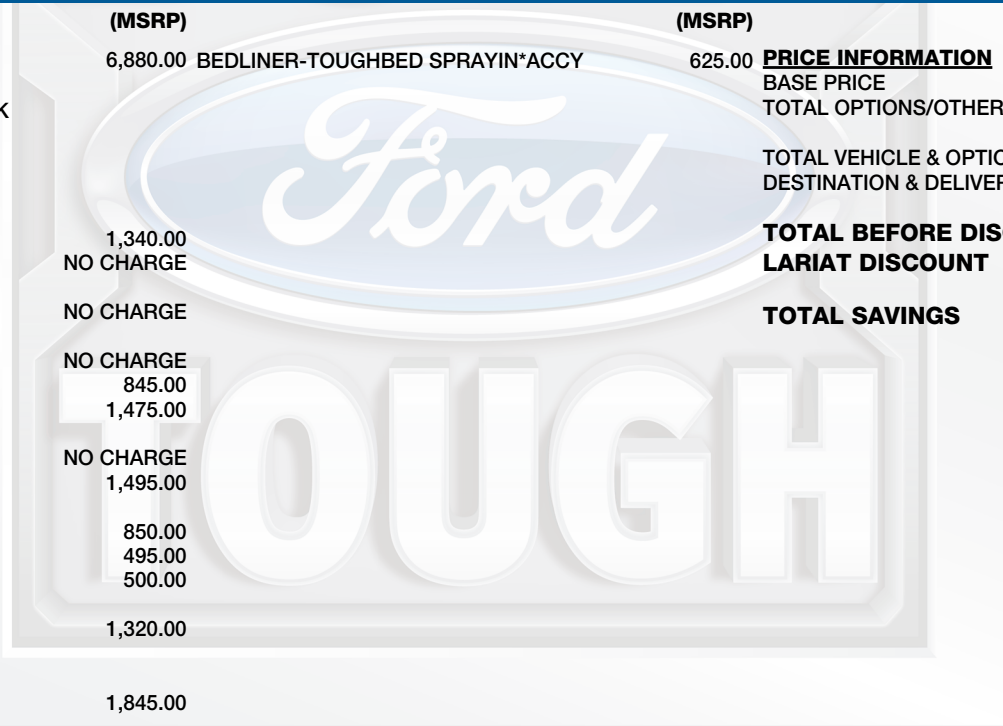 (MSRP) (MSRP)
6,880.00 BEDLINER-TOUGHBED SPRAYIN*ACCY 625.00 PRICE INFORMATION
BASE PRICE
K TOTAL OPTIONS/OTHER
TOTAL VEHICLE & OPTIO
DESTINATION & DELIVER
1,340.00 TOTAL BEFORE DISC
NO CHARGE LARIAT DISCOUNT
NO CHARGE TOTAL SAVINGS
NO CHARGE
845.00
1,475.00
NO CHARGE
1,495.00
850.00
495.00
500.00
1,320.00
1,845.00
Ford
TOUGH